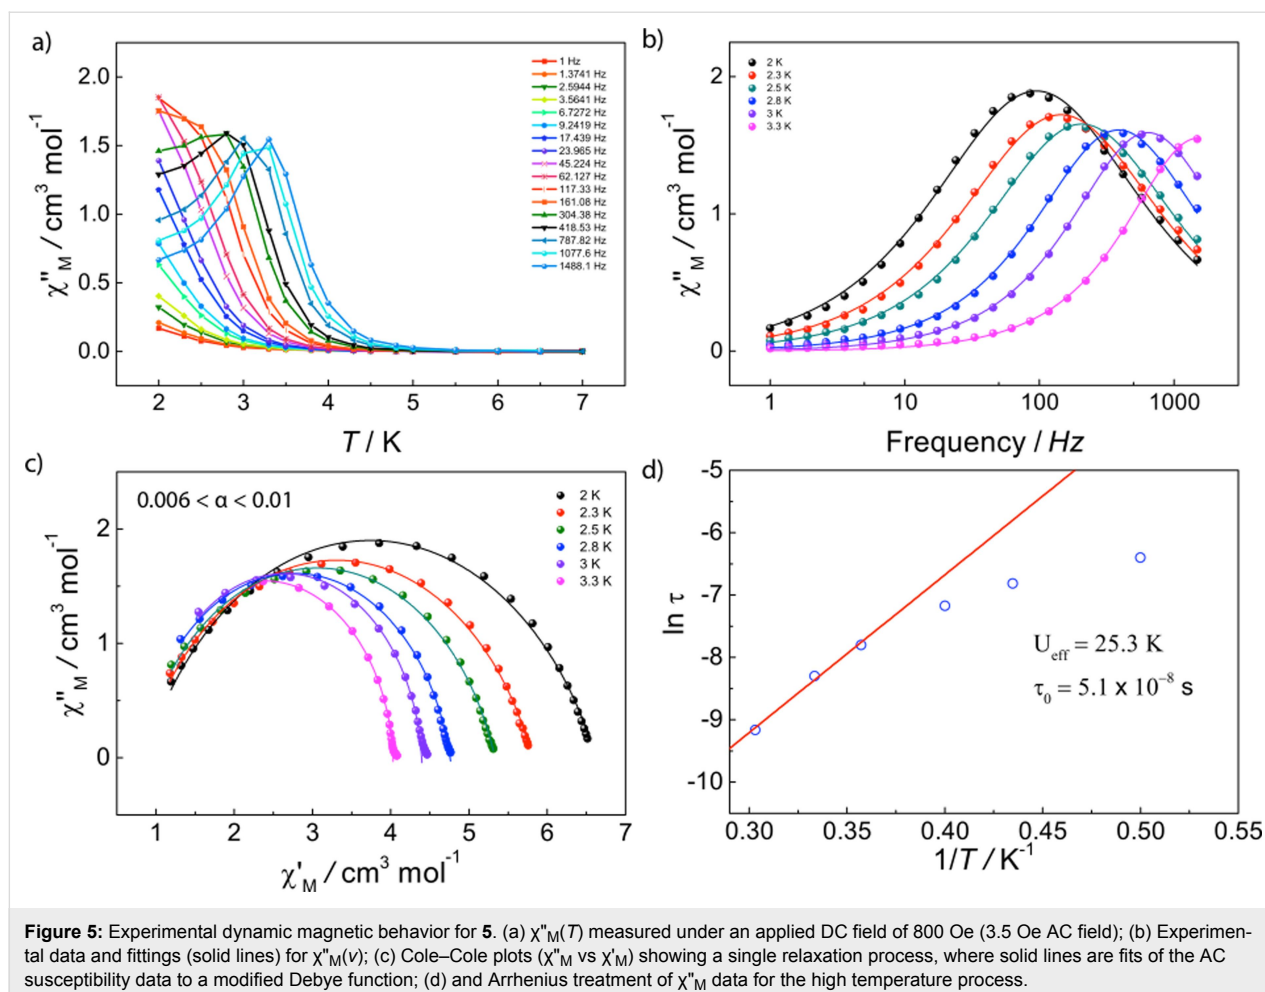 a)
χ"M / cm³ mol⁻¹
2.0
1.5
1.0
0.5
0.0
2 3 4 5 6 7
T / K
1 Hz
1.3741 Hz
2.5944 Hz
3.5641 Hz
6.7272 Hz
9.2419 Hz
17.439 Hz
23.965 Hz
45.224 Hz
62.127 Hz
117.33 Hz
161.08 Hz
304.38 Hz
418.53 Hz
787.82 Hz
1077.6 Hz
1488.1 Hz
b)
χ"M / cm³ mol⁻¹
2
1
0
1 10 100 1000
Frequency / Hz
2 K
2.3 K
2.5 K
2.8 K
3 K
3.3 K
c)
χ"M / cm³ mol⁻¹
0.006 < α < 0.01
2
1
0
1 2 3 4 5 6 7
χ'M / cm³ mol⁻¹
2 K
2.3 K
2.5 K
2.8 K
3 K
3.3 K
d)
ln τ
-5
-6
-7
-8
-9
-10
0.30 0.35 0.40 0.45 0.50 0.55
1/T / K⁻¹
Ueff = 25.3 K
τ0 = 5.1 x 10⁻⁸ s
Figure 5: Experimental dynamic magnetic behavior for 5. (a) χ"M(T) measured under an applied DC field of 800 Oe (3.5 Oe AC field); (b) Experimen-
tal data and fittings (solid lines) for χ"M(ν); (c) Cole–Cole plots (χ"M vs χ'M) showing a single relaxation process, where solid lines are fits of the AC
susceptibility data to a modified Debye function; (d) and Arrhenius treatment of χ"M data for the high temperature process.